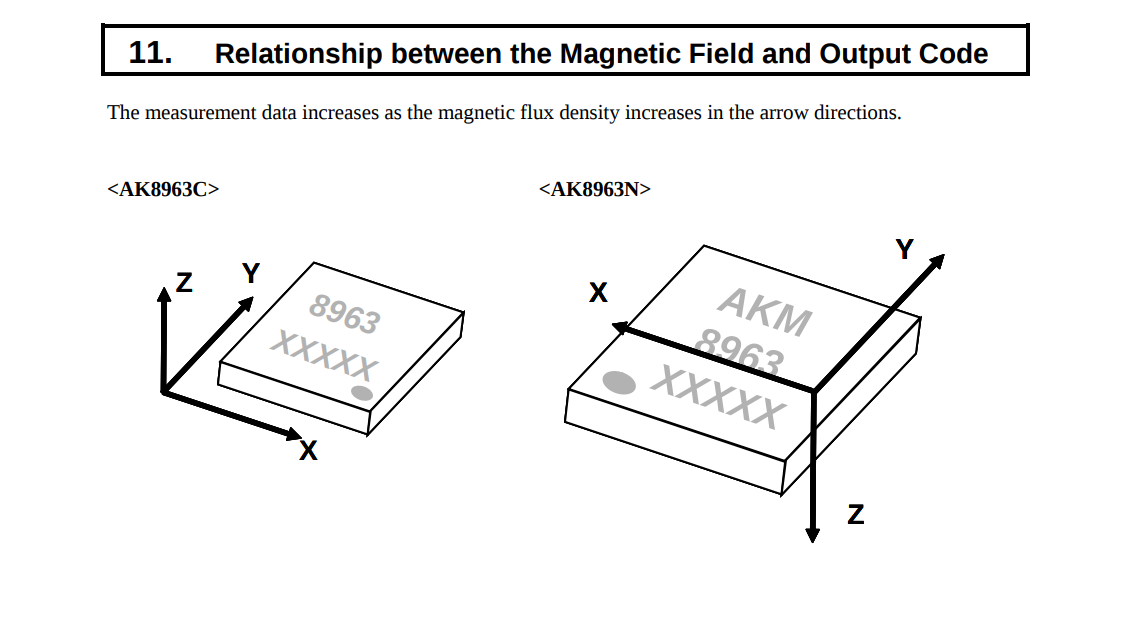 11. Relationship between the Magnetic Field and Output Code
The measurement data increases as the magnetic flux density increases in the arrow directions.
<AK8963C>
Z
Y
8963
XXXXX
X
<AK8963N>
Y
X
AKM
8963
XXXXX
Z